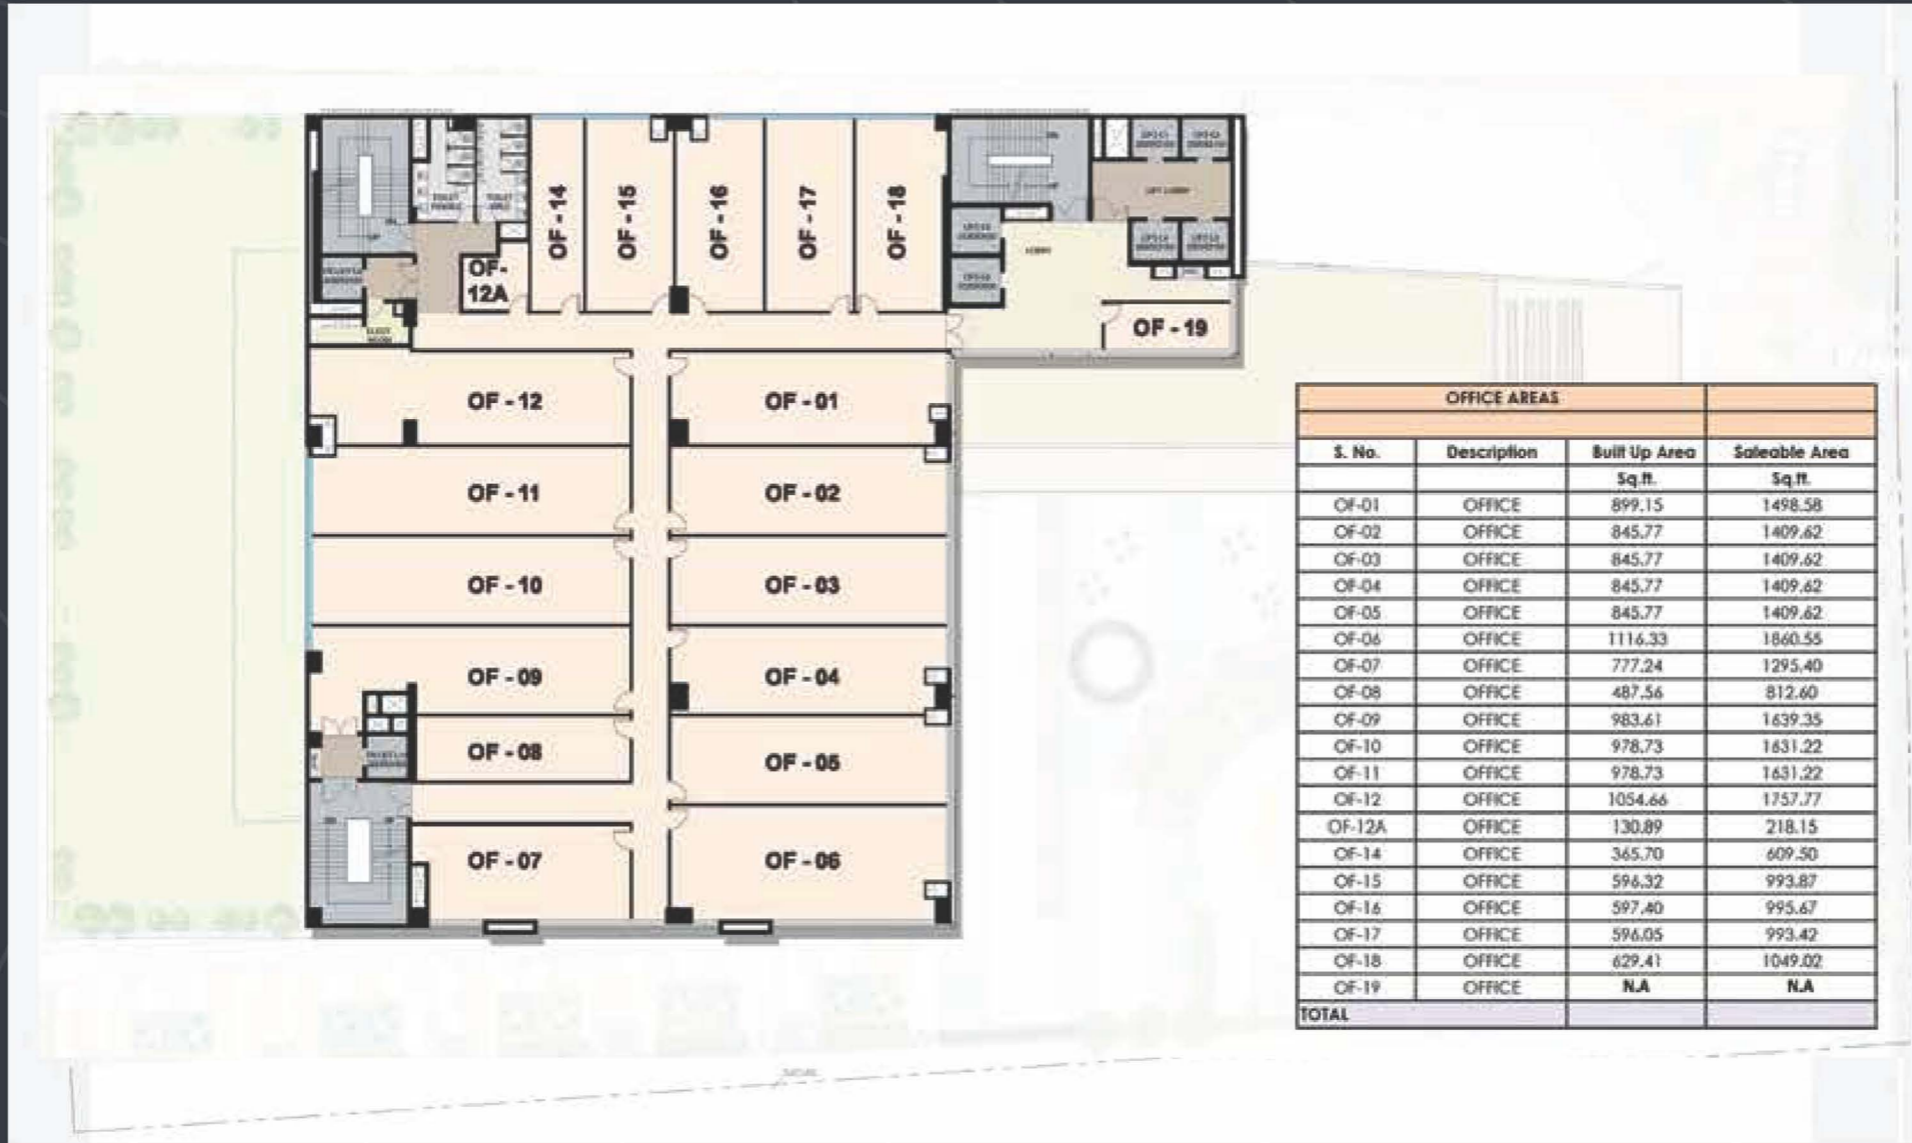 OF - 14
OF - 15
OF - 16
OF - 17
OF - 18
OF-
12A
LIFT LOBBY
LOBBY
OF - 19
OF - 12
OF - 01
OF - 11
OF - 02
OF - 10
OF - 03
OF - 09
OF - 04
OF - 08
OF - 05
OF - 07
OF - 06
OFFICE AREAS
S. No. Description Built Up Area Saleable Area
Sq.ft. Sq.ft.
OF-01 OFFICE 899.15 1498.58
OF-02 OFFICE 845.77 1409.62
OF-03 OFFICE 845.77 1409.62
OF-04 OFFICE 845.77 1409.62
OF-05 OFFICE 845.77 1409.62
OF-06 OFFICE 1116.33 1860.55
OF-07 OFFICE 777.24 1295.40
OF-08 OFFICE 487.56 812.60
OF-09 OFFICE 983.61 1639.35
OF-10 OFFICE 978.73 1631.22
OF-11 OFFICE 978.73 1631.22
OF-12 OFFICE 1054.66 1757.77
OF-12A OFFICE 130.89 218.15
OF-14 OFFICE 365.70 609.50
OF-15 OFFICE 596.32 993.87
OF-16 OFFICE 597.40 995.67
OF-17 OFFICE 596.05 993.42
OF-18 OFFICE 629.41 1049.02
OF-19 OFFICE N.A N.A
TOTAL